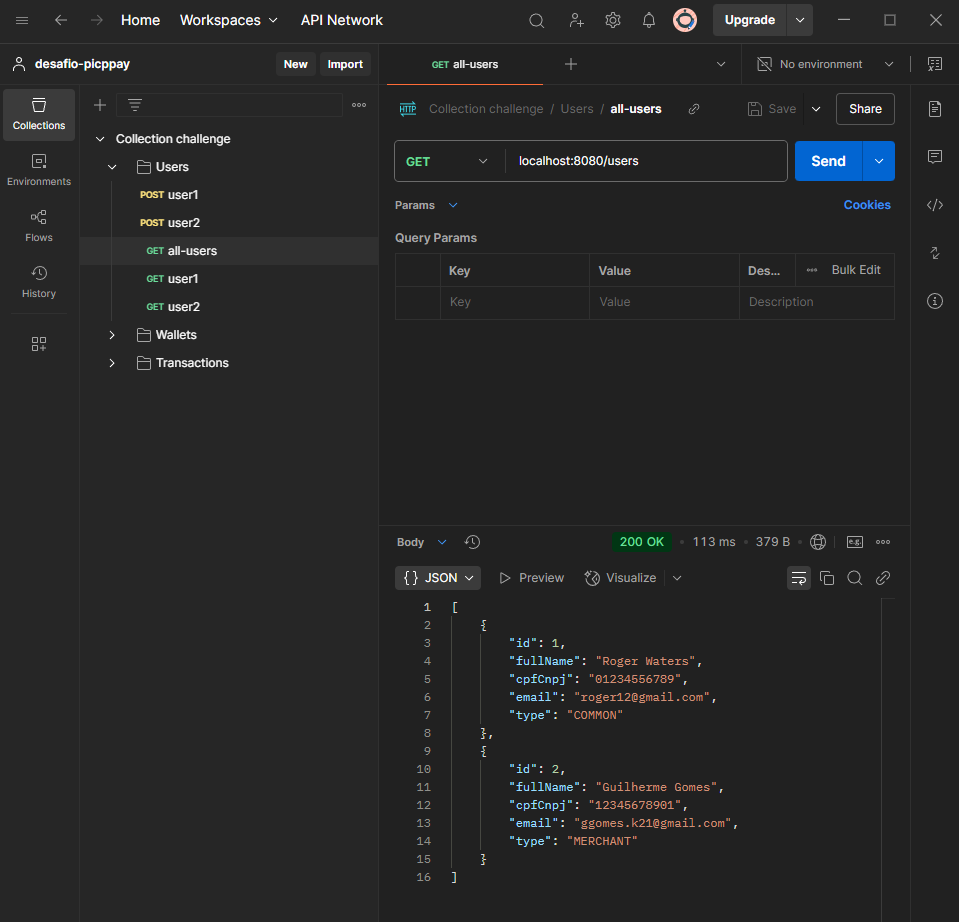 Home Workspaces API Network Upgrade
desafio-picppay New Import
GET all-users No environment
Collections
Environments
Flows
History
Collection challenge
Users
POST user1
POST user2
GET all-users
GET user1
GET user2
Wallets
Transactions
HTTP Collection challenge / Users / all-users Save Share
GET localhost:8080/users Send
Params Cookies
Query Params
Key Value Des... Bulk Edit
Key Value Description
Body 200 OK 113 ms 379 B e.g.
{} JSON Preview Visualize
1 [
2 {
3 "id": 1,
4 "fullName": "Roger Waters",
5 "cpfCnpj": "01234556789",
6 "email": "roger12@gmail.com",
7 "type": "COMMON"
8 },
9 {
10 "id": 2,
11 "fullName": "Guilherme Gomes",
12 "cpfCnpj": "12345678901",
13 "email": "ggomes.k21@gmail.com",
14 "type": "MERCHANT"
15 }
16 ]